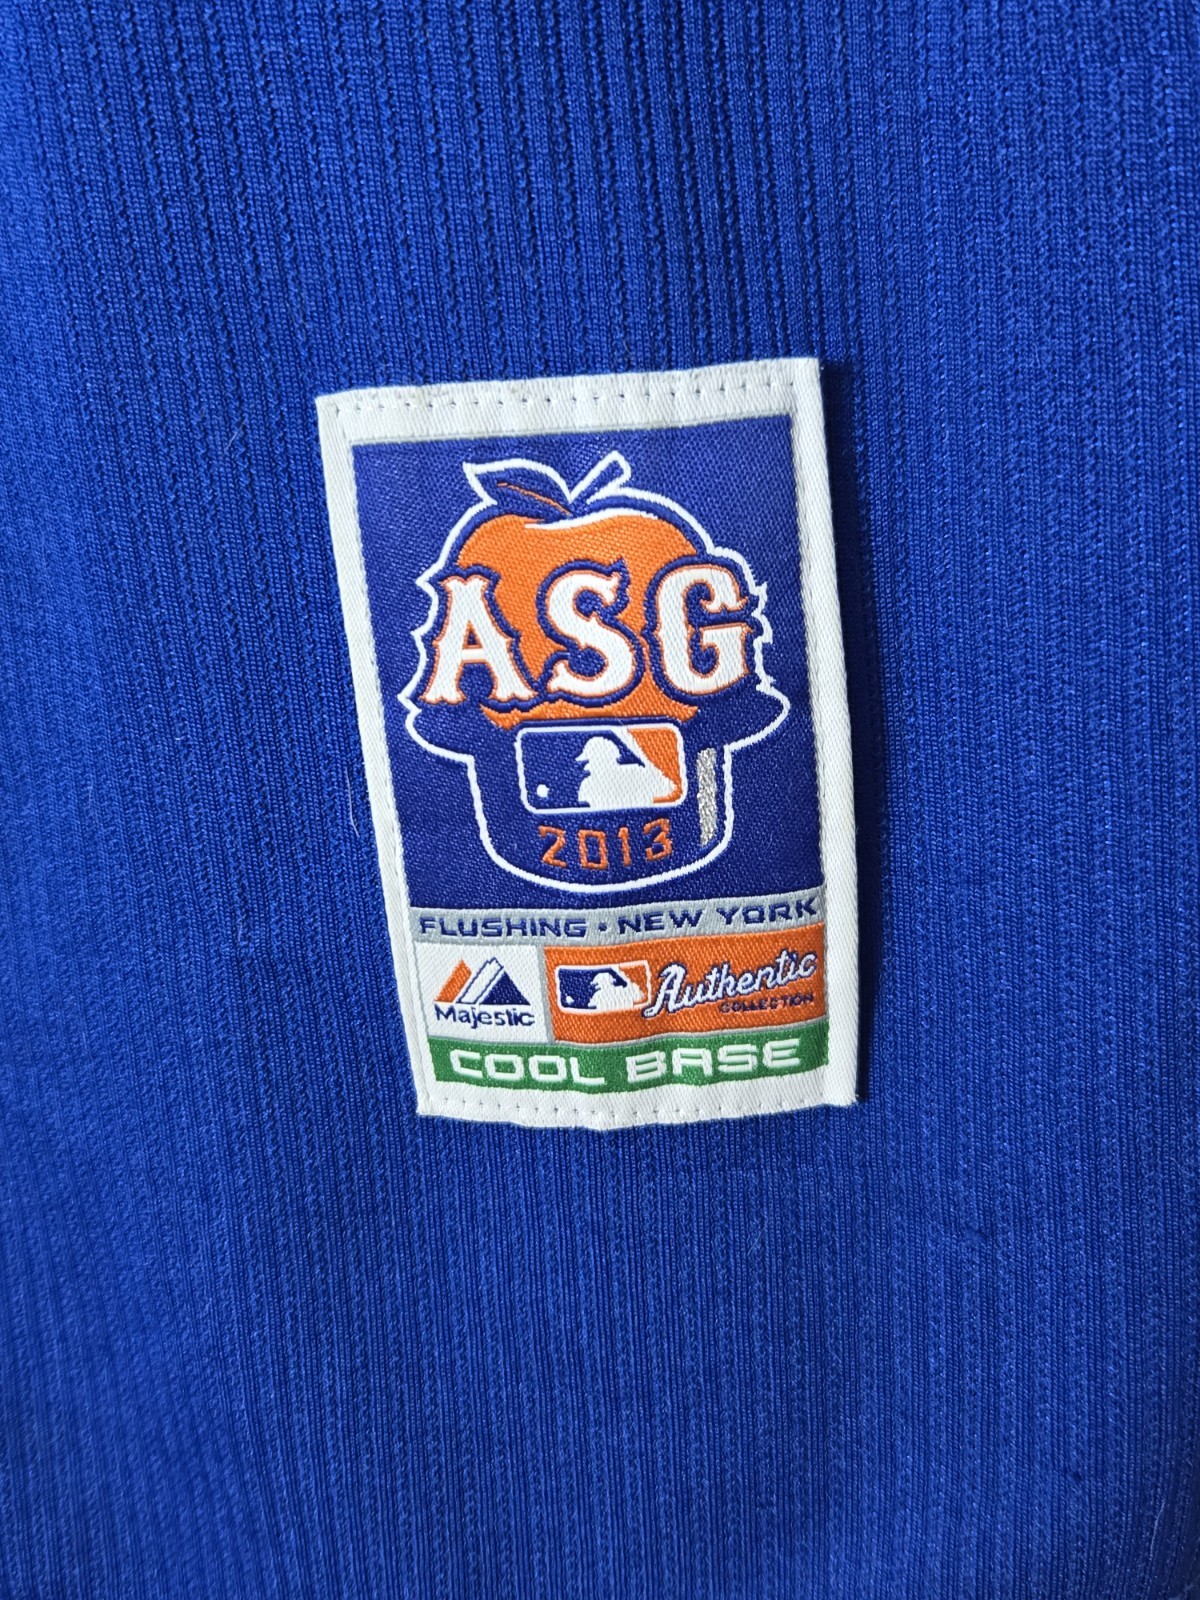 ASG
2013
FLUSHING • NEW YORK
Majestic
Authentic
COLLECTION
COOL BASE